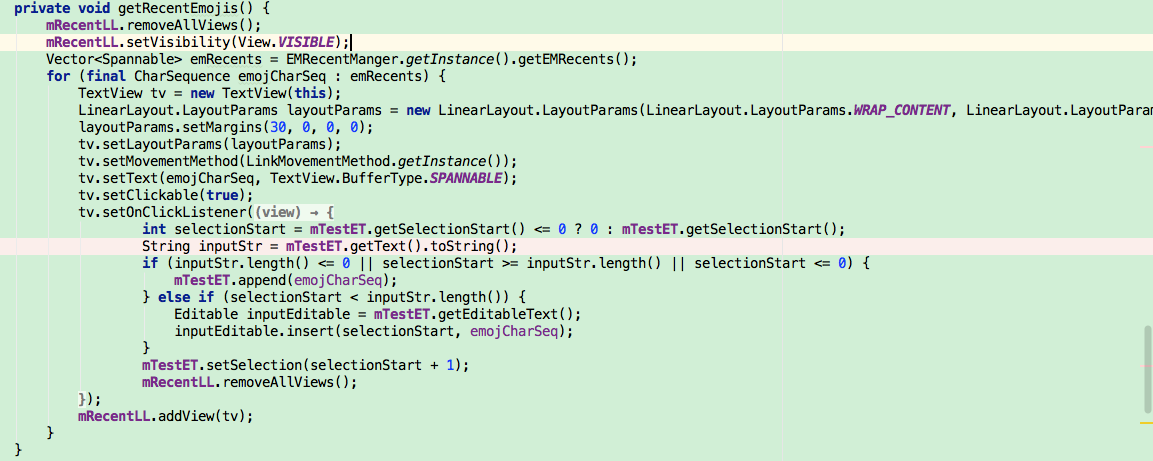 private void getRecentEmojis() {
mRecentLL.removeAllViews();
mRecentLL.setVisibility(View.VISIBLE);
Vector<Spannable> emRecents = EMRecentManger.getInstance().getEMRecents();
for (final CharSequence emojCharSeq : emRecents) {
TextView tv = new TextView(this);
LinearLayout.LayoutParams layoutParams = new LinearLayout.LayoutParams(LinearLayout.LayoutParams.WRAP_CONTENT, LinearLayout.LayoutParam
layoutParams.setMargins(30, 0, 0, 0);
tv.setLayoutParams(layoutParams);
tv.setMovementMethod(LinkMovementMethod.getInstance());
tv.setText(emojCharSeq, TextView.BufferType.SPANNABLE);
tv.setClickable(true);
tv.setOnClickListener((view) → {
int selectionStart = mTestET.getSelectionStart() <= 0 ? 0 : mTestET.getSelectionStart();
String inputStr = mTestET.getText().toString();
if (inputStr.length() <= 0 || selectionStart >= inputStr.length() || selectionStart <= 0) {
mTestET.append(emojCharSeq);
} else if (selectionStart < inputStr.length()) {
Editable inputEditable = mTestET.getEditableText();
inputEditable.insert(selectionStart, emojCharSeq);
}
mTestET.setSelection(selectionStart + 1);
mRecentLL.removeAllViews();
});
mRecentLL.addView(tv);
}
}